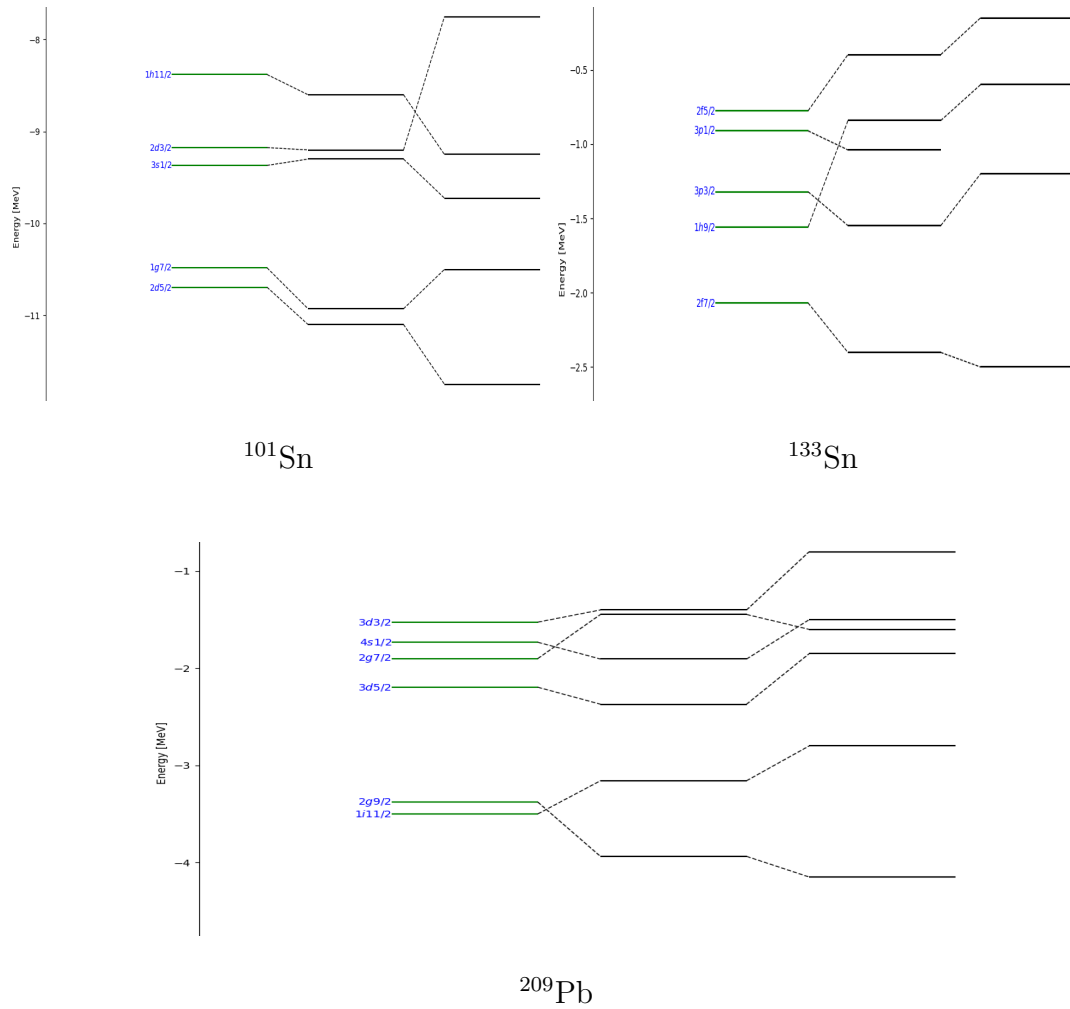 −8
−9
−10
−11
Energy [MeV]
1h11/2
2d3/2
3s1/2
1g7/2
2d5/2
¹⁰¹Sn
−0.5
−1.0
−1.5
−2.0
−2.5
Energy [MeV]
2f5/2
3p1/2
3p3/2
1h9/2
2f7/2
¹³³Sn
−1
−2
−3
−4
Energy [MeV]
3d3/2
4s1/2
2g7/2
3d5/2
2g9/2
1i11/2
²⁰⁹Pb